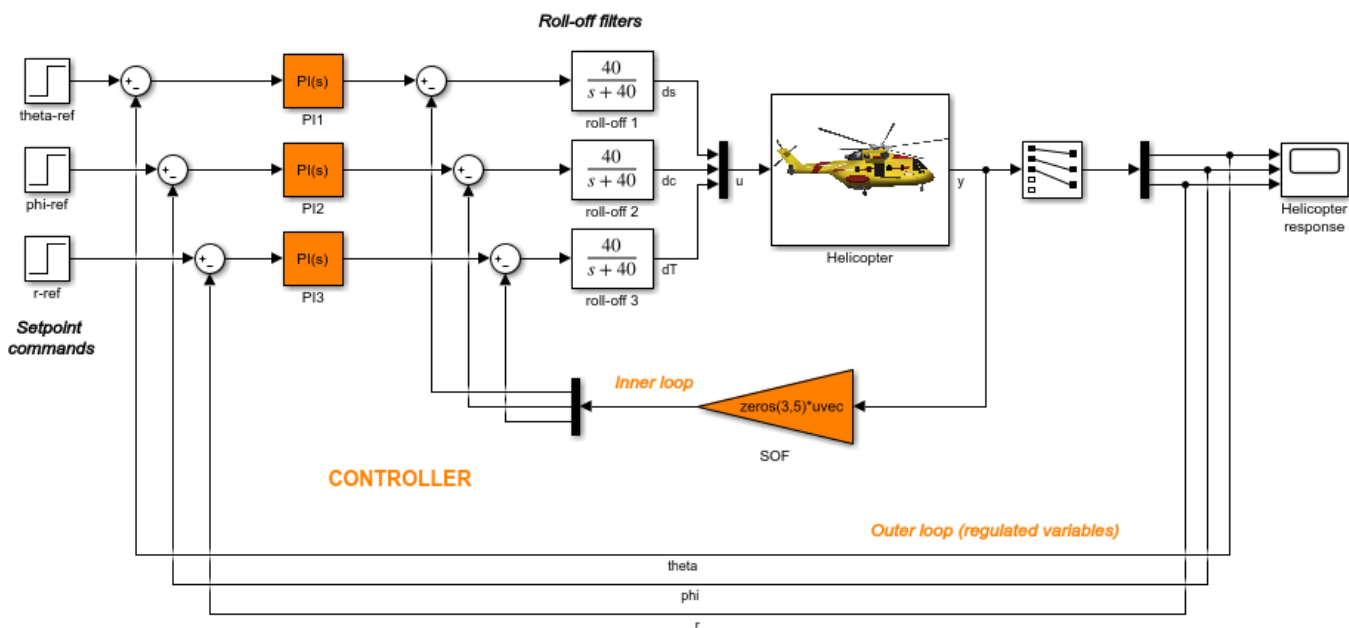 Roll-off filters
theta-ref
PI(s)
PI1
40
s + 40
roll-off 1
ds
phi-ref
PI(s)
PI2
40
s + 40
roll-off 2
dc
u
Helicopter
y
Helicopter
response
r-ref
PI(s)
PI3
40
s + 40
roll-off 3
dT
Setpoint
commands
Inner loop
zeros(3,5)*uvec
SOF
CONTROLLER
Outer loop (regulated variables)
theta
phi
r